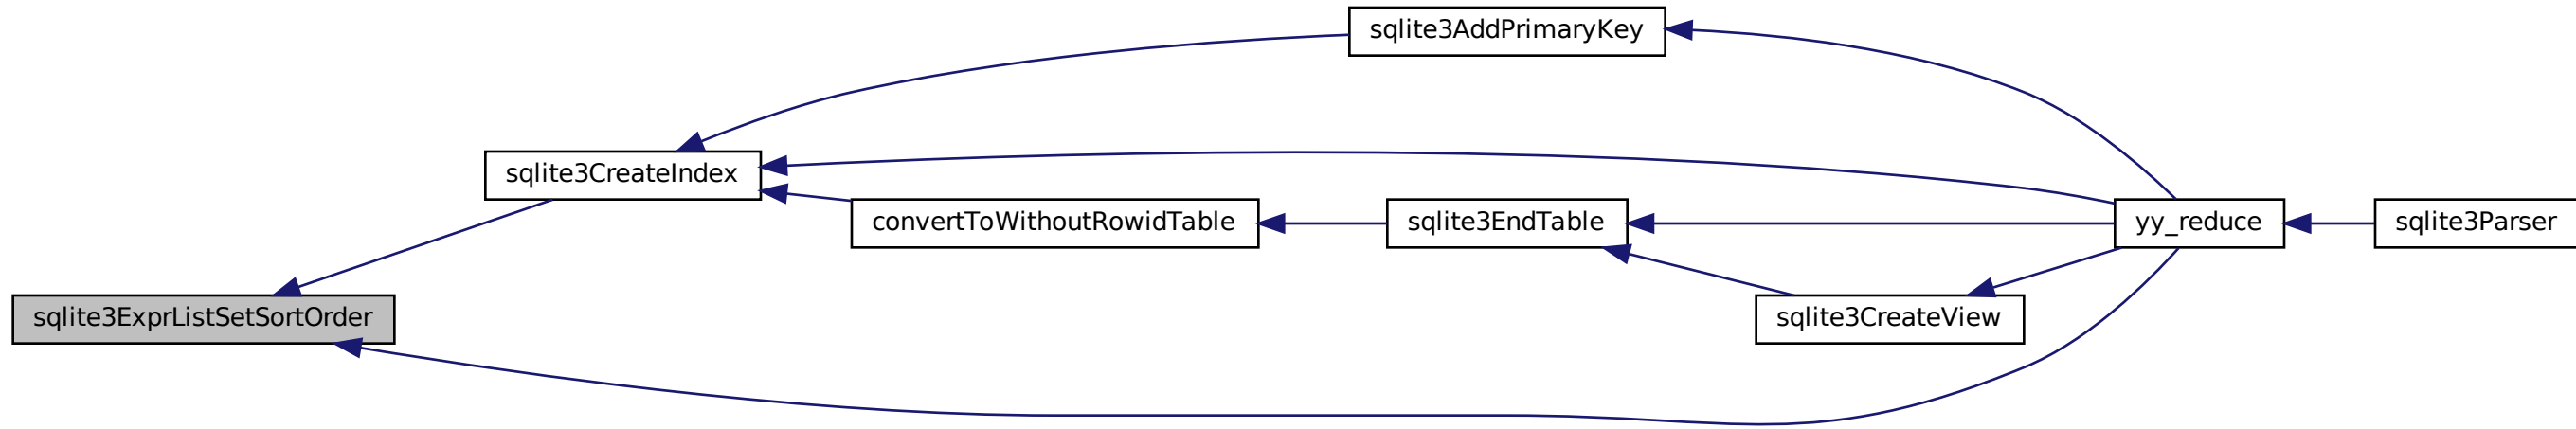 sqlite3AddPrimaryKey
sqlite3CreateIndex
convertToWithoutRowidTable
sqlite3EndTable
yy_reduce
sqlite3Parser
sqlite3ExprListSetSortOrder
sqlite3CreateView